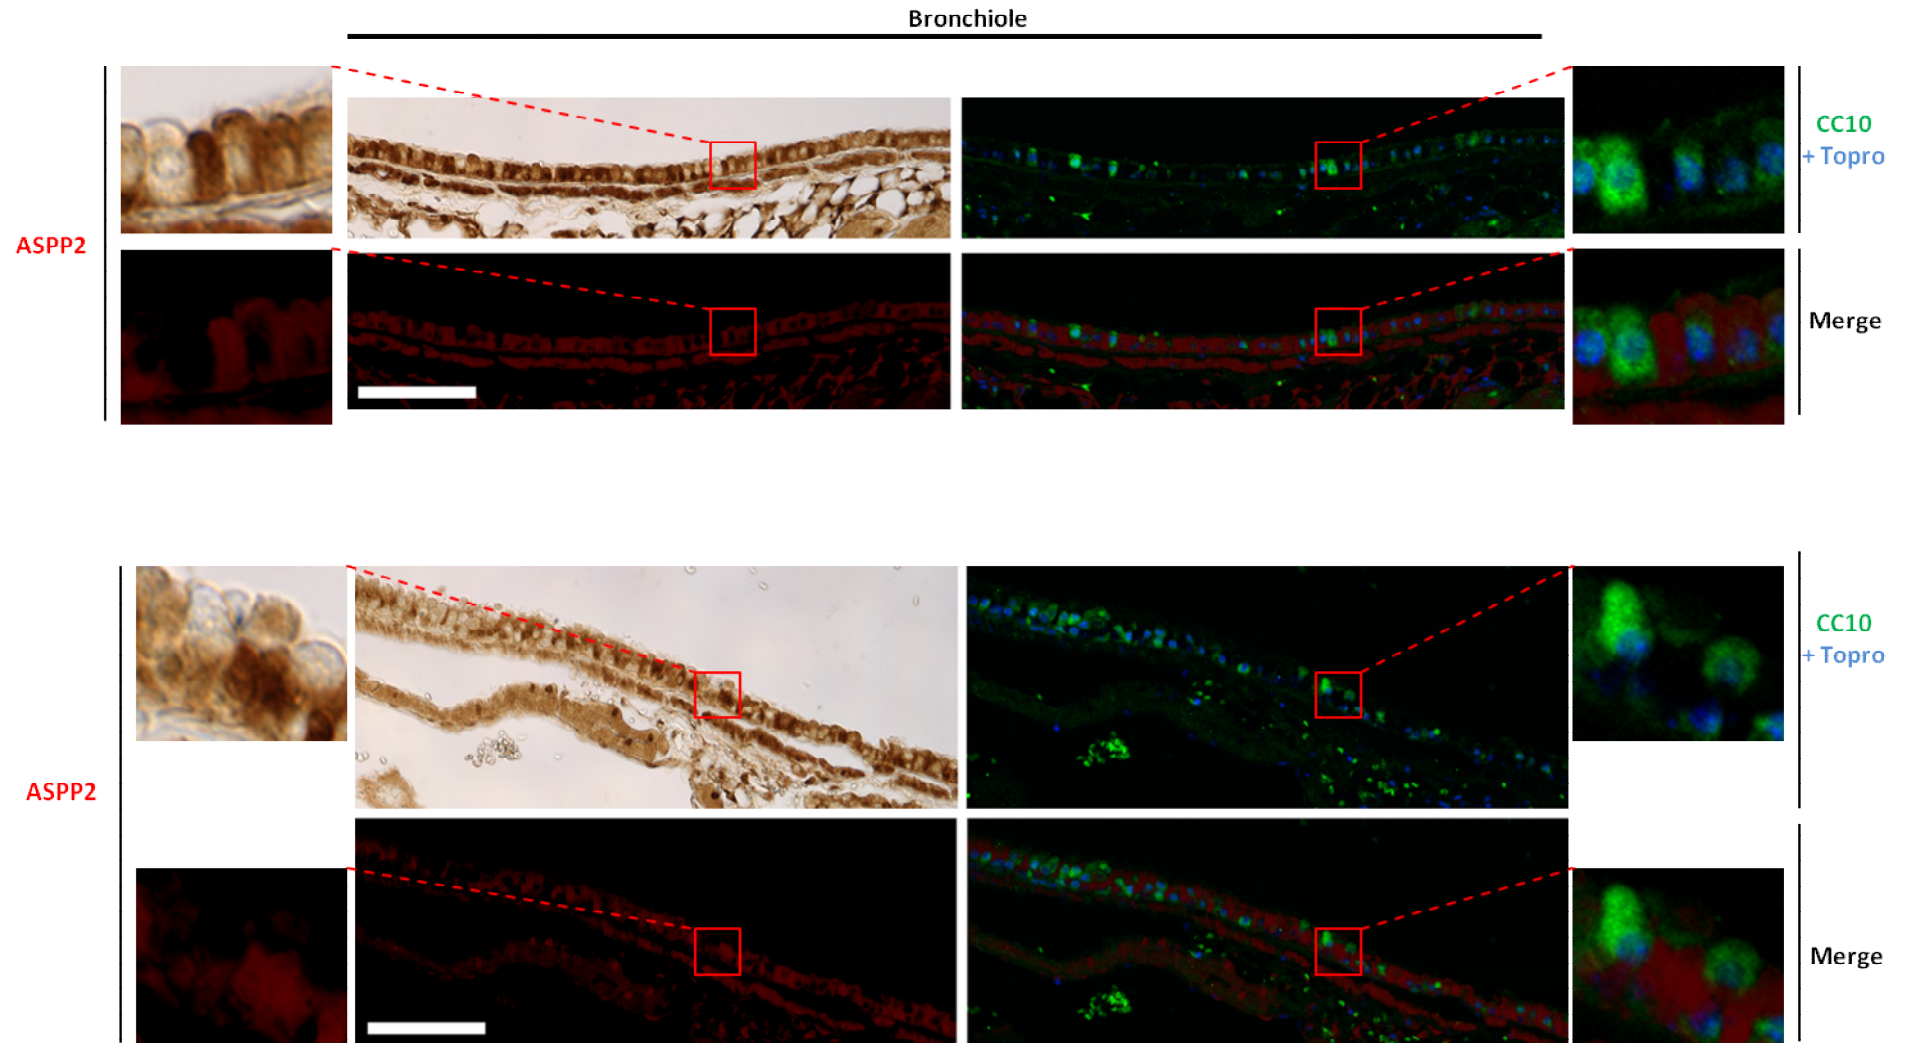 Bronchiole
CC10
+ Topro
ASPP2
Merge
CC10
+ Topro
ASPP2
Merge